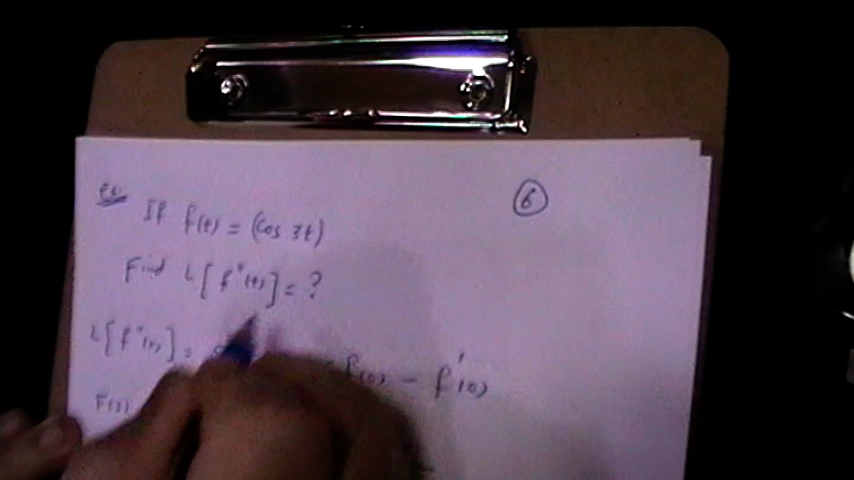 ex. 6
If f(t) = (cos 3t)
Find L[f''(t)] = ?
L[f''(t)] = f(0) - f'(0)
F(s)